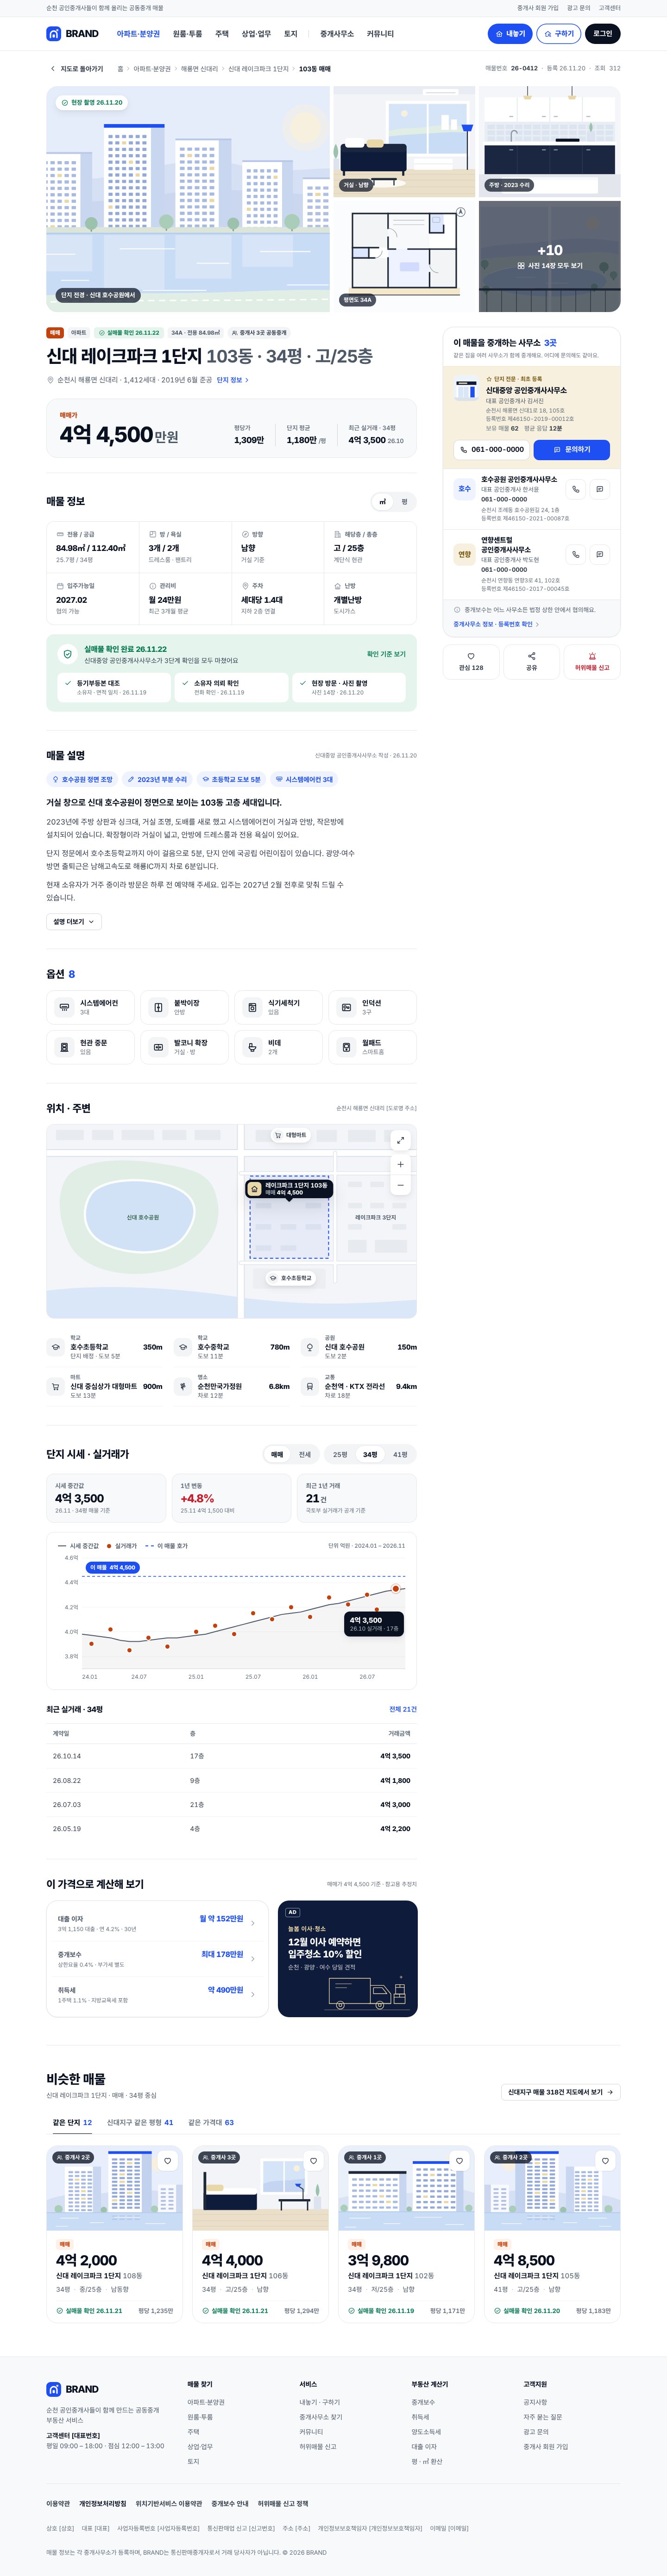 순천 공인중개사들이 함께 올리는 공동중개 매물
중개사 회원 가입 광고 문의 고객센터
BRAND 아파트·분양권 원룸·투룸 주택 상업·업무 토지 중개사무소 커뮤니티 내놓기 구하기 로그인
지도로 돌아가기 홈 아파트·분양권 해룡면 신대리 신대 레이크파크 1단지 103동 매매
매물번호 26-0412 · 등록 26.11.20 · 조회 312
현장 촬영 26.11.20
단지 전경 · 신대 호수공원에서
거실 · 남향
주방 · 2023 수리
평면도 34A
+10
사진 14장 모두 보기
매매 아파트 실매물 확인 26.11.22 34A · 전용 84.98㎡ 중개사 3곳 공동중개
신대 레이크파크 1단지 103동 · 34평 · 고/25층
순천시 해룡면 신대리 · 1,412세대 · 2019년 6월 준공 단지 정보
매매가
4억 4,500만원
평당가
1,309만
단지 평균
1,180만 /평
최근 실거래 · 34평
4억 3,500 26.10
매물 정보
㎡ 평
전용 / 공급
84.98㎡ / 112.40㎡
25.7평 / 34평
방 / 욕실
3개 / 2개
드레스룸 · 팬트리
방향
남향
거실 기준
해당층 / 총층
고 / 25층
계단식 현관
입주가능일
2027.02
협의 가능
관리비
월 24만원
최근 3개월 평균
주차
세대당 1.4대
지하 2층 연결
난방
개별난방
도시가스
실매물 확인 완료 26.11.22
신대중앙 공인중개사사무소가 3단계 확인을 모두 마쳤어요
확인 기준 보기
등기부등본 대조
소유자 · 면적 일치 · 26.11.19
소유자 의뢰 확인
전화 확인 · 26.11.19
현장 방문 · 사진 촬영
사진 14장 · 26.11.20
매물 설명
신대중앙 공인중개사사무소 작성 · 26.11.20
호수공원 정면 조망 2023년 부분 수리 초등학교 도보 5분 시스템에어컨 3대
거실 창으로 신대 호수공원이 정면으로 보이는 103동 고층 세대입니다.
2023년에 주방 상판과 싱크대, 거실 조명, 도배를 새로 했고 시스템에어컨이 거실과 안방, 작은방에
설치되어 있습니다. 확장형이라 거실이 넓고, 안방에 드레스룸과 전용 욕실이 있어요.
단지 정문에서 호수초등학교까지 아이 걸음으로 5분, 단지 안에 국공립 어린이집이 있습니다. 광양·여수
방면 출퇴근은 남해고속도로 해룡IC까지 차로 6분입니다.
현재 소유자가 거주 중이라 방문은 하루 전 예약해 주세요. 입주는 2027년 2월 전후로 맞춰 드릴 수
있습니다.
설명 더보기
옵션 8
시스템에어컨
3대
붙박이장
안방
식기세척기
있음
인덕션
3구
현관 중문
있음
발코니 확장
거실 · 방
비데
2개
월패드
스마트홈
위치 · 주변
순천시 해룡면 신대리 [도로명 주소]
대형마트
레이크파크 1단지 103동
매매 4억 4,500
신대 호수공원
레이크파크 3단지
호수초등학교
학교
호수초등학교 350m
단지 배정 · 도보 5분
학교
호수중학교 780m
도보 11분
공원
신대 호수공원 150m
도보 2분
마트
신대 중심상가 대형마트 900m
도보 13분
명소
순천만국가정원 6.8km
차로 12분
교통
순천역 · KTX 전라선 9.4km
차로 18분
단지 시세 · 실거래가
매매 전세 25평 34평 41평
시세 중간값
4억 3,500
26.11 · 34평 매물 기준
1년 변동
+4.8%
25.11 4억 1,500 대비
최근 1년 거래
21 건
국토부 실거래가 공개 기준
시세 중간값 실거래가 이 매물 호가
단위 억원 · 2024.01 – 2026.11
4.6억
이 매물 4억 4,500
4.4억
4.2억
4억 3,500
26.10 실거래 · 17층
4.0억
3.8억
24.01 24.07 25.01 25.07 26.01 26.07
최근 실거래 · 34평
전체 21건
계약일 층 거래금액
26.10.14 17층 4억 3,500
26.08.22 9층 4억 1,800
26.07.03 21층 4억 3,000
26.05.19 4층 4억 2,200
이 가격으로 계산해 보기
매매가 4억 4,500 기준 · 참고용 추정치
대출 이자
3억 1,150 대출 · 연 4.2% · 30년
월 약 152만원
중개보수
상한요율 0.4% · 부가세 별도
최대 178만원
취득세
1주택 1.1% · 지방교육세 포함
약 490만원
AD
늘봄 이사·청소
12월 이사 예약하면
입주청소 10% 할인
순천 · 광양 · 여수 당일 견적
이 매물을 중개하는 사무소 3곳
같은 집을 여러 사무소가 함께 중개해요. 어디에 문의해도 같아요.
단지 전문 · 최초 등록
신대중앙 공인중개사사무소
대표 공인중개사 김서진
순천시 해룡면 신대1로 18, 105호
등록번호 제46150-2019-00012호
보유 매물 62 평균 응답 12분
061-000-0000
문의하기
호수
호수공원 공인중개사사무소
대표 공인중개사 한서윤
061-000-0000
순천시 조례동 호수공원길 24, 1층
등록번호 제46150-2021-00087호
연향
연향센트럴
공인중개사사무소
대표 공인중개사 박도현
061-000-0000
순천시 연향동 연향3로 41, 102호
등록번호 제46150-2017-00045호
중개보수는 어느 사무소든 법정 상한 안에서 협의해요.
중개사무소 정보 · 등록번호 확인
관심 128
공유
허위매물 신고
비슷한 매물
신대 레이크파크 1단지 · 매매 · 34평 중심
신대지구 매물 318건 지도에서 보기
같은 단지 12 신대지구 같은 평형 41 같은 가격대 63
중개사 2곳
매매
4억 2,000
신대 레이크파크 1단지 108동
34평 · 중/25층 · 남동향
실매물 확인 26.11.21 평당 1,235만
중개사 3곳
매매
4억 4,000
신대 레이크파크 1단지 106동
34평 · 고/25층 · 남향
실매물 확인 26.11.21 평당 1,294만
중개사 1곳
매매
3억 9,800
신대 레이크파크 1단지 102동
34평 · 저/25층 · 남향
실매물 확인 26.11.19 평당 1,171만
중개사 2곳
매매
4억 8,500
신대 레이크파크 1단지 105동
41평 · 고/25층 · 남향
실매물 확인 26.11.20 평당 1,183만
BRAND
순천 공인중개사들이 함께 만드는 공동중개
부동산 서비스
고객센터 [대표번호]
평일 09:00 – 18:00 · 점심 12:00 – 13:00
매물 찾기
아파트·분양권
원룸·투룸
주택
상업·업무
토지
서비스
내놓기 · 구하기
중개사무소 찾기
커뮤니티
허위매물 신고
부동산 계산기
중개보수
취득세
양도소득세
대출 이자
평 · ㎡ 환산
고객지원
공지사항
자주 묻는 질문
광고 문의
중개사 회원 가입
이용약관 개인정보처리방침 위치기반서비스 이용약관 중개보수 안내 허위매물 신고 정책
상호 [상호] 대표 [대표] 사업자등록번호 [사업자등록번호] 통신판매업 신고 [신고번호] 주소 [주소] 개인정보보호책임자 [개인정보보호책임자] 이메일 [이메일]
매물 정보는 각 중개사무소가 등록하며, BRAND는 통신판매중개자로서 거래 당사자가 아닙니다. © 2026 BRAND